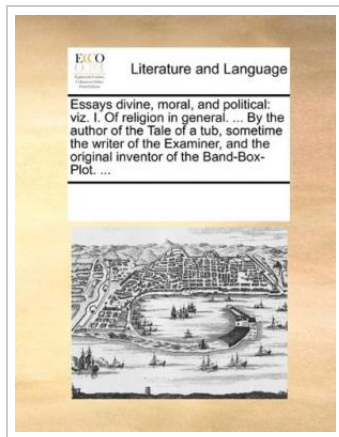 ECCO
Literature and Language
Essays divine, moral, and political:
viz. I. Of religion in general. ... By the
author of the Tale of a tub, sometime
the writer of the Examiner, and the
original inventor of the Band-Box-
Plot. ...